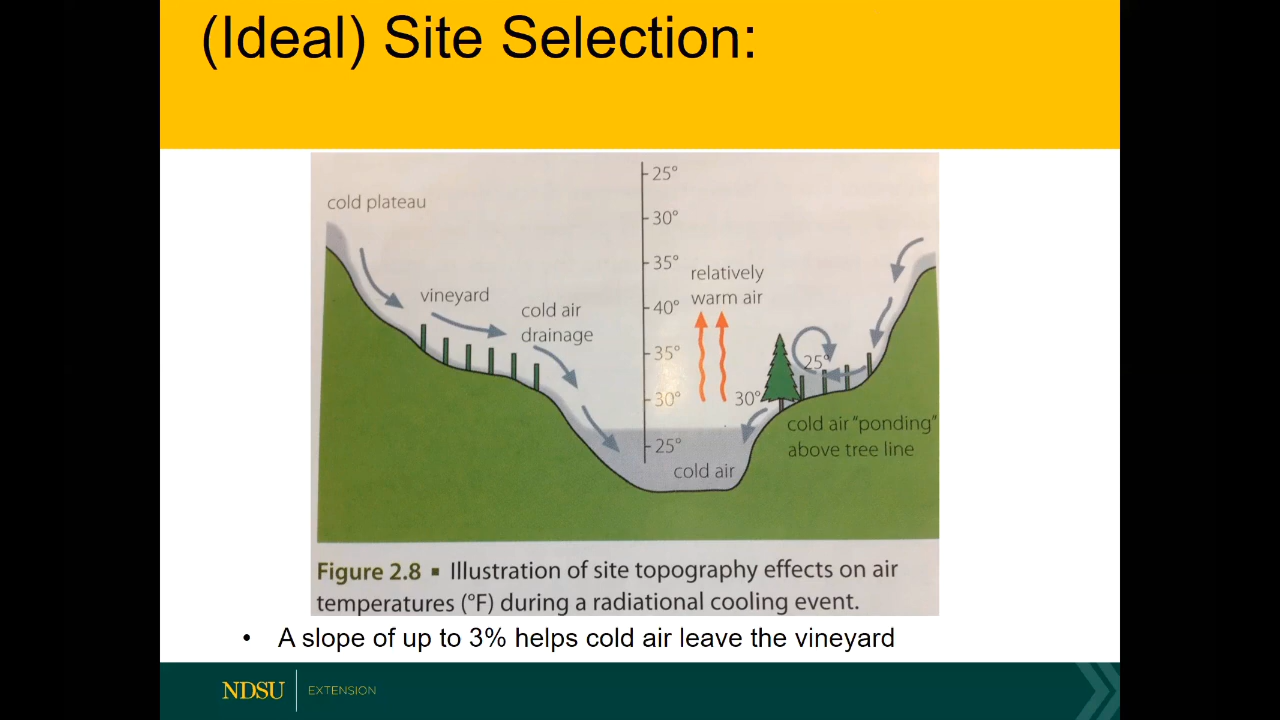 (Ideal) Site Selection:
cold plateau
vineyard
cold air
drainage
25°
30°
35°
40°
35°
30°
25°
relatively
warm air
25°
30°
cold air "ponding"
above tree line
cold air
Figure 2.8 ▪ Illustration of site topography effects on air
temperatures (°F) during a radiational cooling event.
• A slope of up to 3% helps cold air leave the vineyard
NDSU EXTENSION